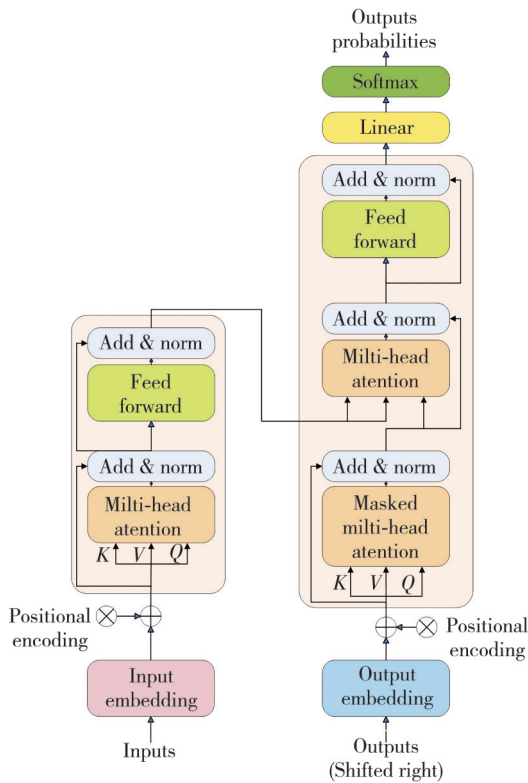 Outputs
probabilities
Softmax
Linear
Add & norm
Feed
forward
Add & norm
Milti-head
atention
Add & norm
Masked
milti-head
atention
K V Q
Positional
encoding
Output
embedding
Outputs
(Shifted right)
Add & norm
Feed
forward
Add & norm
Milti-head
atention
K V Q
Positional
encoding
Input
embedding
Inputs